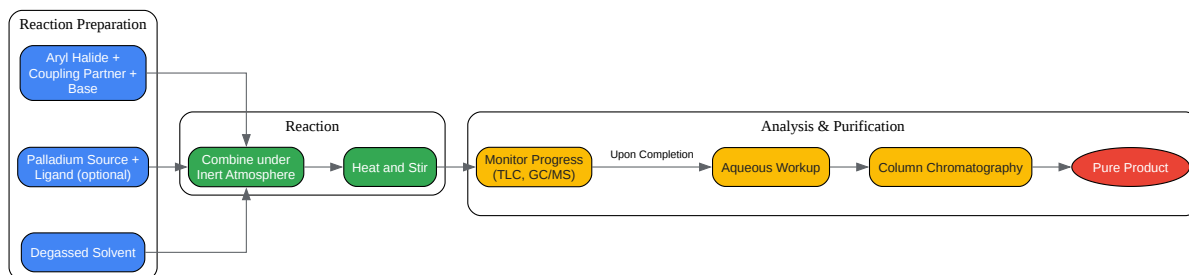 Reaction Preparation
Aryl Halide +
Coupling Partner +
Base
Palladium Source +
Ligand (optional)
Degassed Solvent
Reaction
Combine under
Inert Atmosphere
Heat and Stir
Analysis & Purification
Monitor Progress
(TLC, GC/MS)
Upon Completion
Aqueous Workup
Column Chromatography
Pure Product